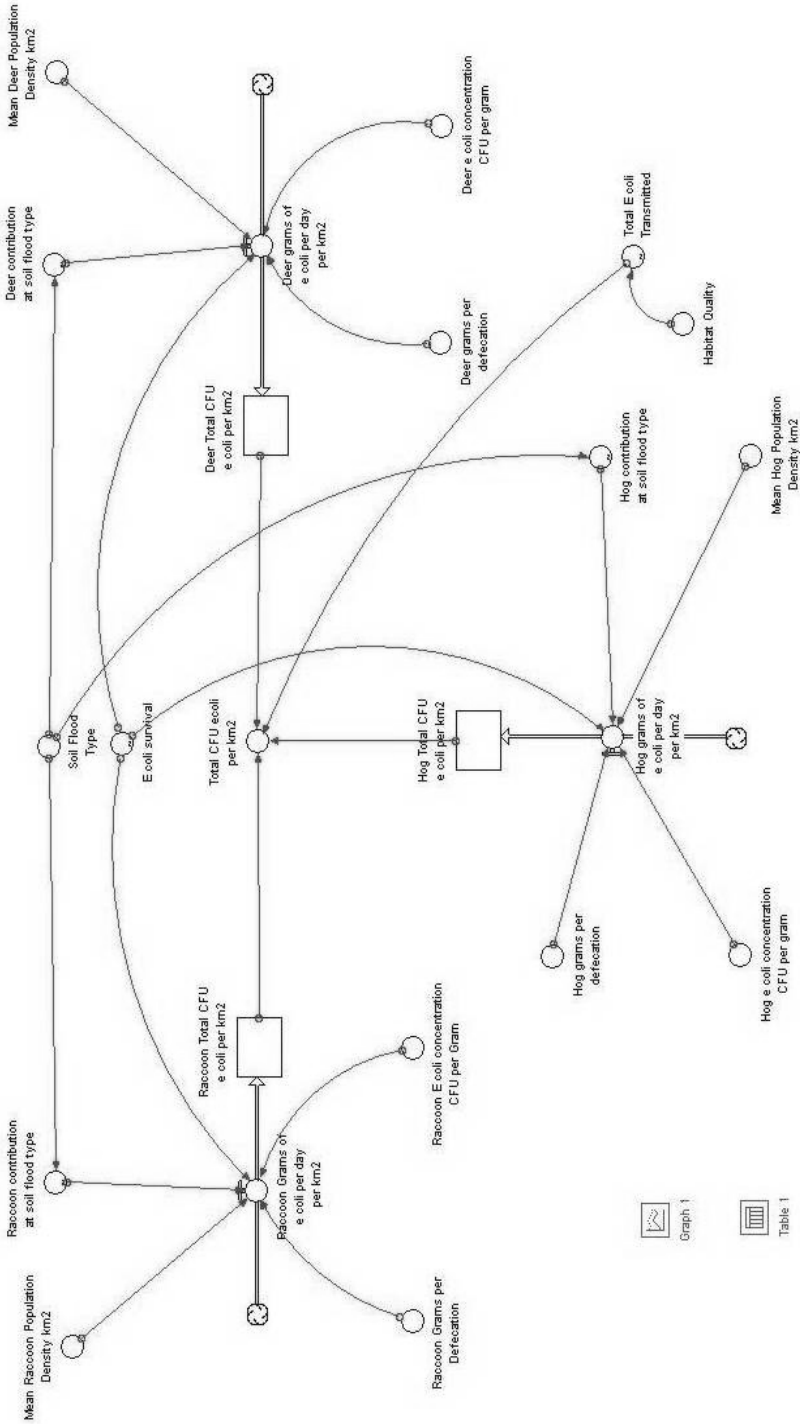 Mean Raccoon Population
Density km2
Raccoon contribution
at soil flood type
Soil Flood
Type
Deer contribution
at soil flood type
Mean Deer Population
Density km2
E coli survival
Raccoon Total CFU
e coli per km2
Total CFU ecoli
per km2
Deer Total CFU
e coli per km2
Raccoon Grams of
e coli per day
per km2
Deer grams of
e coli per day
per km2
Raccoon Grams per
Defecation
Raccoon E coli concentration
CFU per Gram
Hog Total CFU
e coli per km2
Deer grams per
defecation
Deer e coli concentration
CFU per gram
Hog grams per
defecation
Hog grams of
e coli per day
per km2
Hog contribution
at soil flood type
Total E coli
Transmitted
Habitat Quality
Hog e coli concentration
CFU per gram
Mean Hog Population
Density km2
Graph 1
Table 1